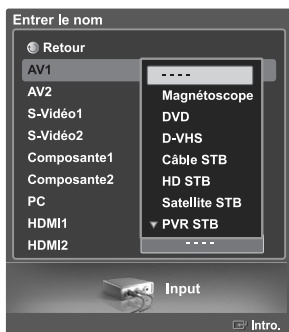 Entrer le nom
Retour
AV1
AV2
S-Vidéo1
S-Vidéo2
Composante1
Composante2
PC
HDMI1
HDMI2
- - - -
Magnétoscope
DVD
D-VHS
Câble STB
HD STB
Satellite STB
▼ PVR STB
- - - -
Input
Intro.